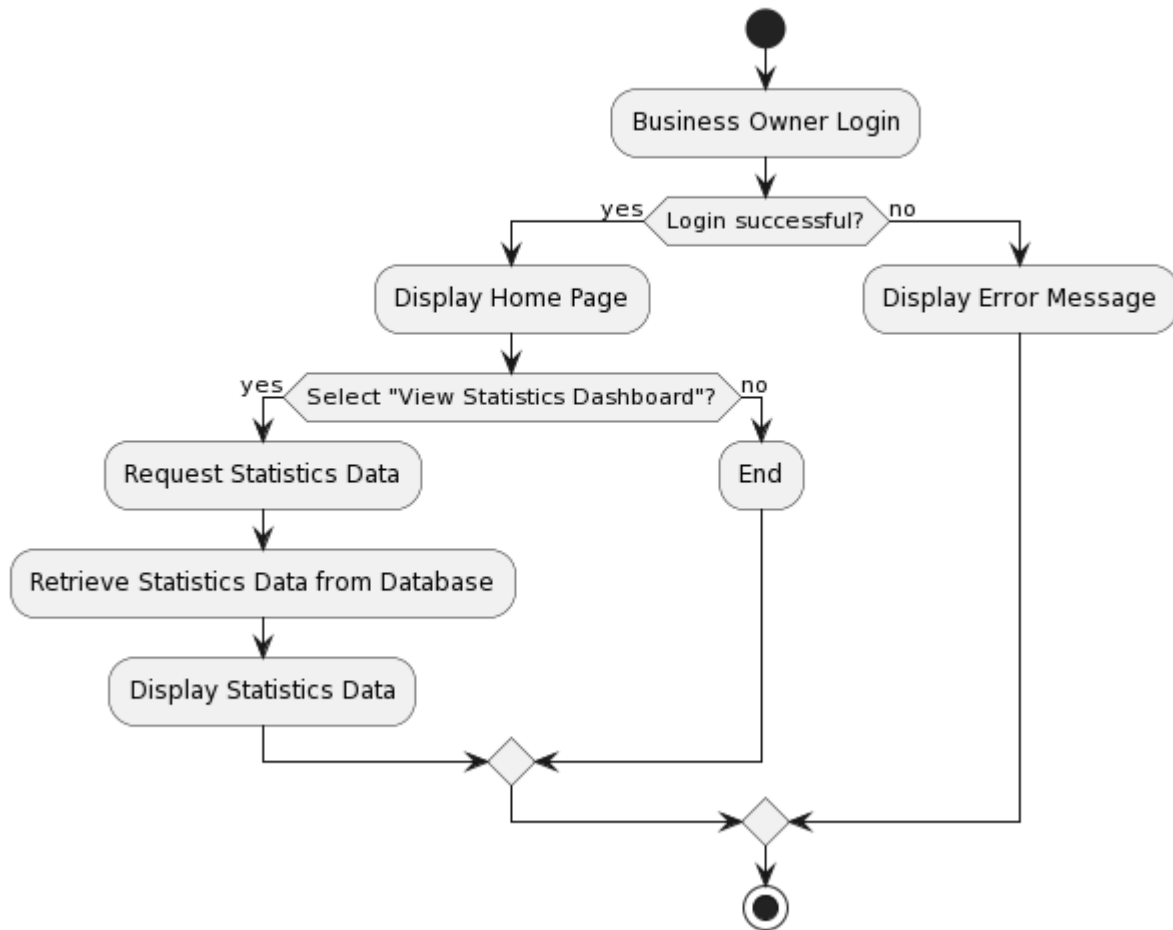 Business Owner Login
yes
Login successful?
no
Display Home Page
Display Error Message
yes
Select "View Statistics Dashboard"?
no
Request Statistics Data
End
Retrieve Statistics Data from Database
Display Statistics Data